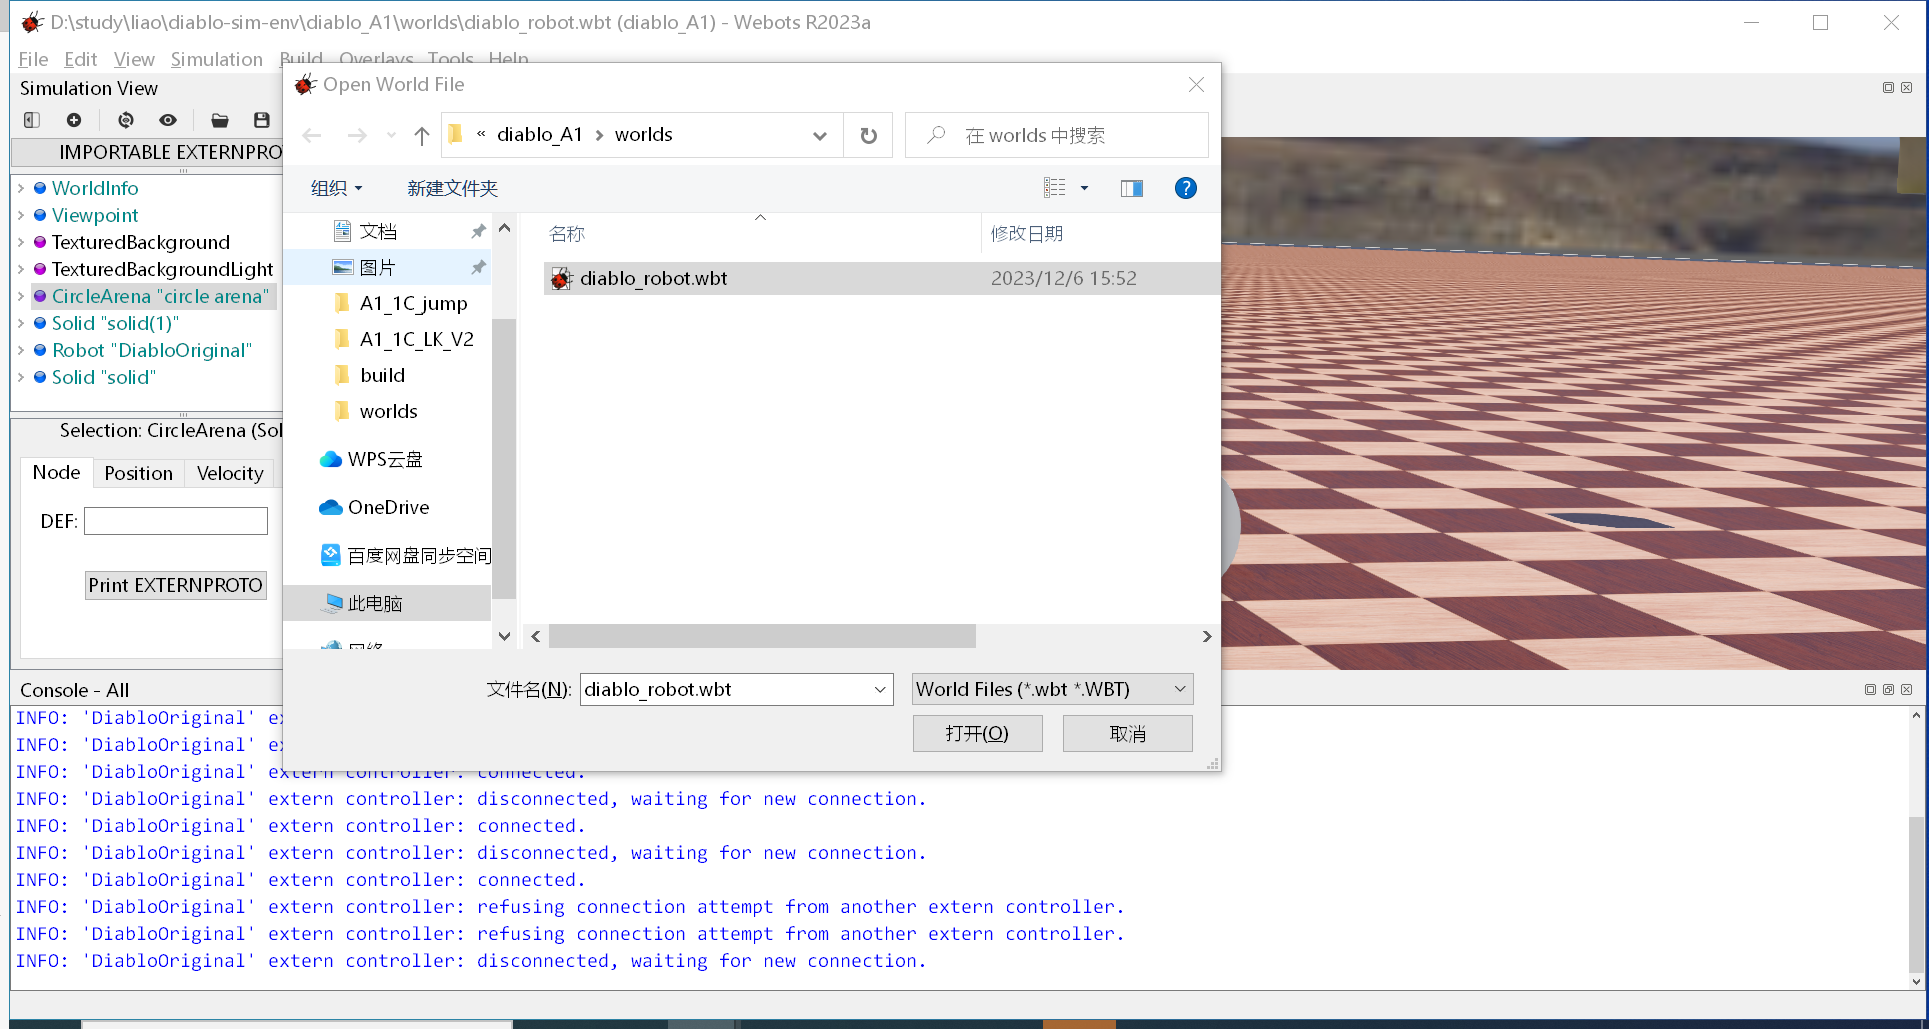 D:\study\liao\diablo-sim-env\diablo_A1\worlds\diablo_robot.wbt (diablo_A1) - Webots R2023a
File Edit View Simulation Build Overlays Tools Help
Simulation View
IMPORTABLE EXTERNPRO
WorldInfo
Viewpoint
TexturedBackground
TexturedBackgroundLight
CircleArena "circle arena"
Solid "solid(1)"
Robot "DiabloOriginal"
Solid "solid"
Selection: CircleArena (Sol
Node Position Velocity
DEF:
Print EXTERNPROTO
Open World File
« diablo_A1 > worlds
在 worlds 中搜索
组织 新建文件夹
文档
图片
A1_1C_jump
A1_1C_LK_V2
build
worlds
WPS云盘
OneDrive
百度网盘同步空间
此电脑
网络
名称 修改日期
diablo_robot.wbt 2023/12/6 15:52
文件名(N): diablo_robot.wbt World Files (*.wbt *.WBT)
打开(O) 取消
Console - All
INFO: 'DiabloOriginal' ex
INFO: 'DiabloOriginal' ex
INFO: 'DiabloOriginal' extern controller: connected.
INFO: 'DiabloOriginal' extern controller: disconnected, waiting for new connection.
INFO: 'DiabloOriginal' extern controller: connected.
INFO: 'DiabloOriginal' extern controller: disconnected, waiting for new connection.
INFO: 'DiabloOriginal' extern controller: connected.
INFO: 'DiabloOriginal' extern controller: refusing connection attempt from another extern controller.
INFO: 'DiabloOriginal' extern controller: refusing connection attempt from another extern controller.
INFO: 'DiabloOriginal' extern controller: disconnected, waiting for new connection.